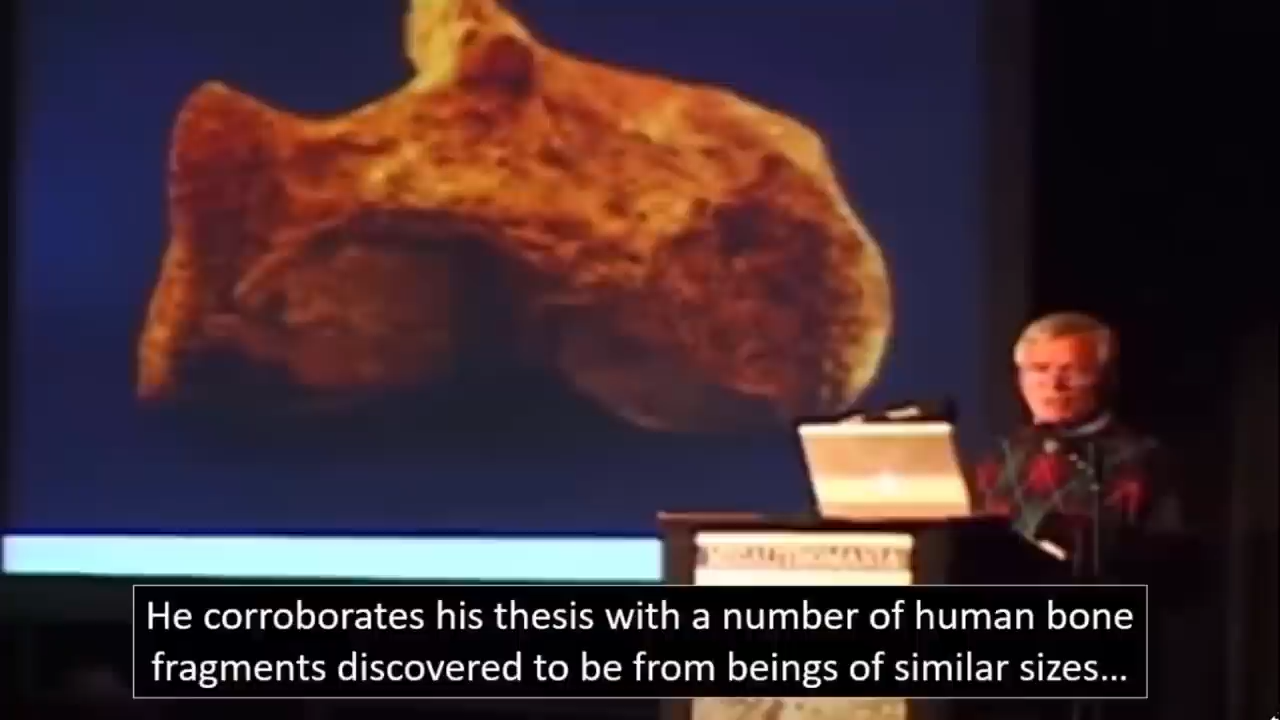 He corroborates his thesis with a number of human bone
fragments discovered to be from beings of similar sizes...